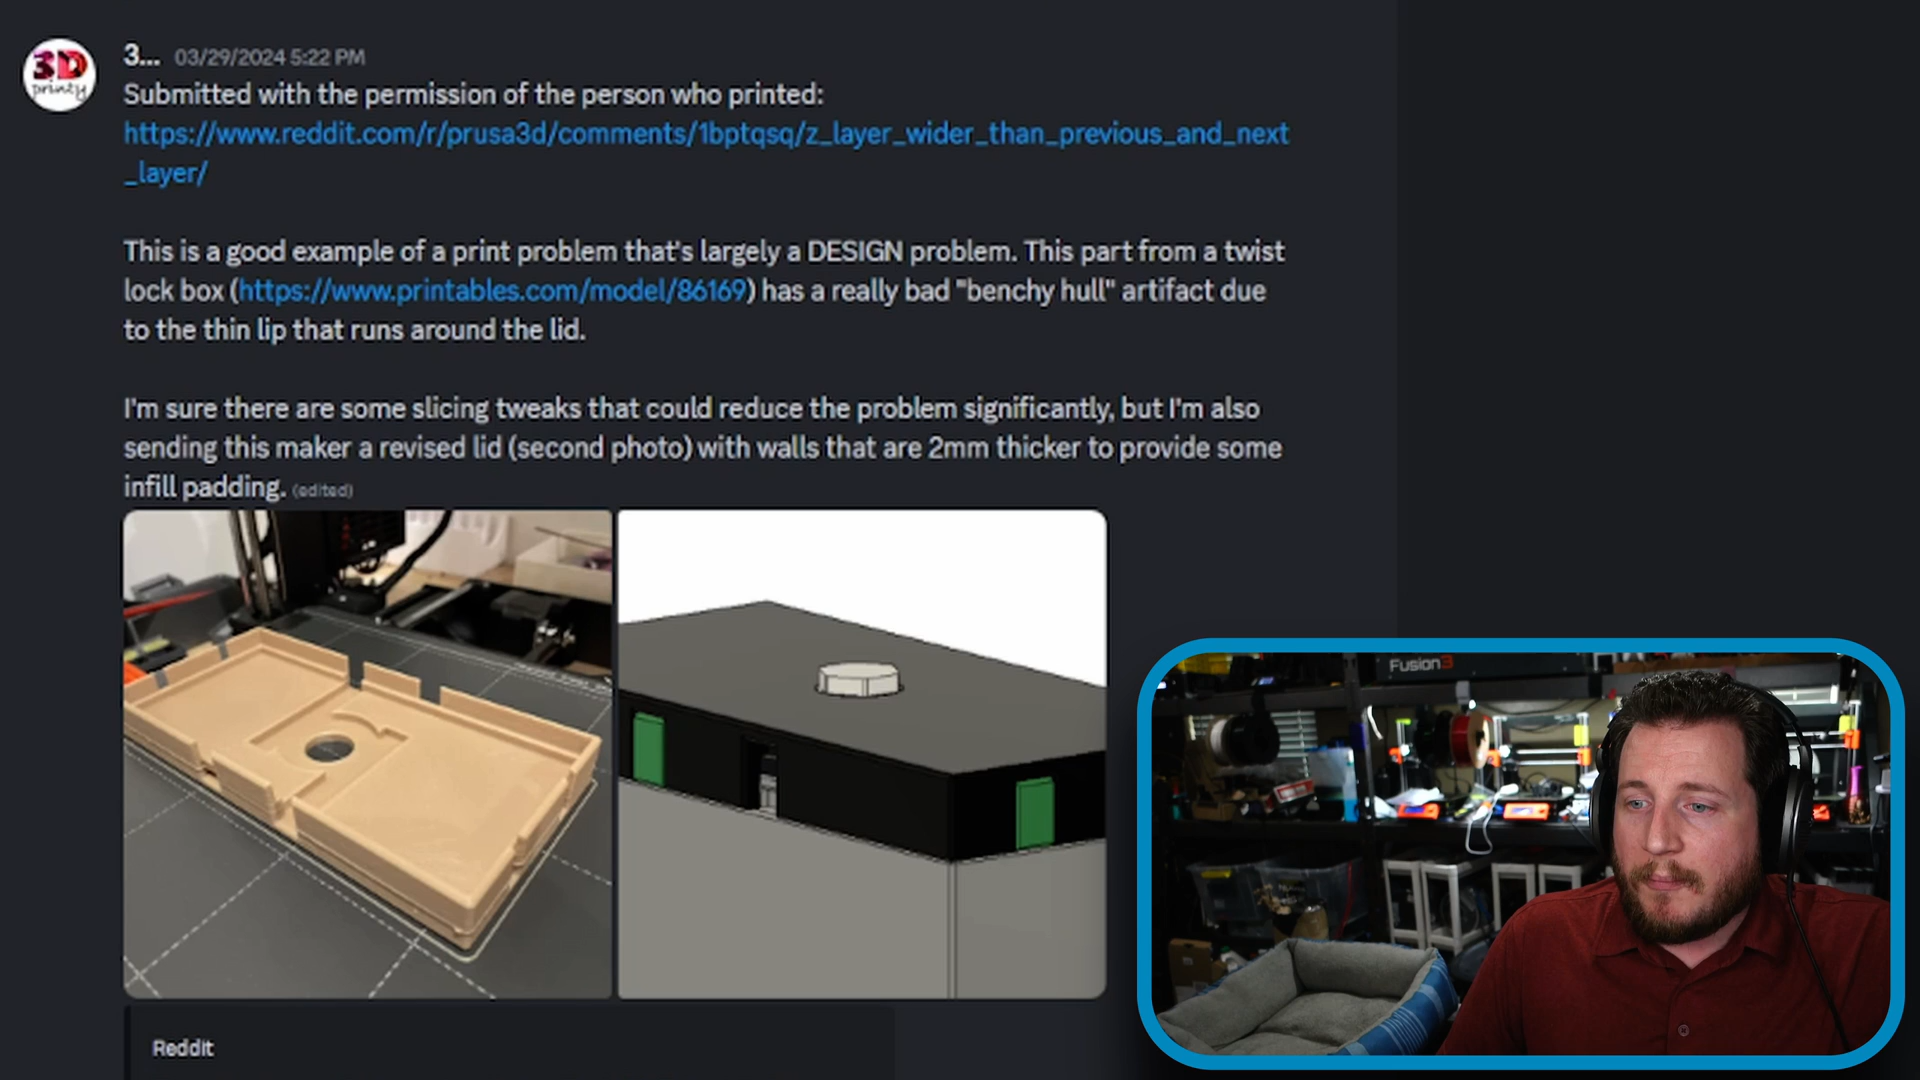 3D
printy
3... 03/29/2024 5:22 PM
Submitted with the permission of the person who printed:
https://www.reddit.com/r/prusa3d/comments/1bptqsq/z_layer_wider_than_previous_and_next
_layer/
This is a good example of a print problem that's largely a DESIGN problem. This part from a twist
lock box (https://www.printables.com/model/86169) has a really bad "benchy hull" artifact due
to the thin lip that runs around the lid.
I'm sure there are some slicing tweaks that could reduce the problem significantly, but I'm also
sending this maker a revised lid (second photo) with walls that are 2mm thicker to provide some
infill padding. (edited)
Fusion3
Reddit